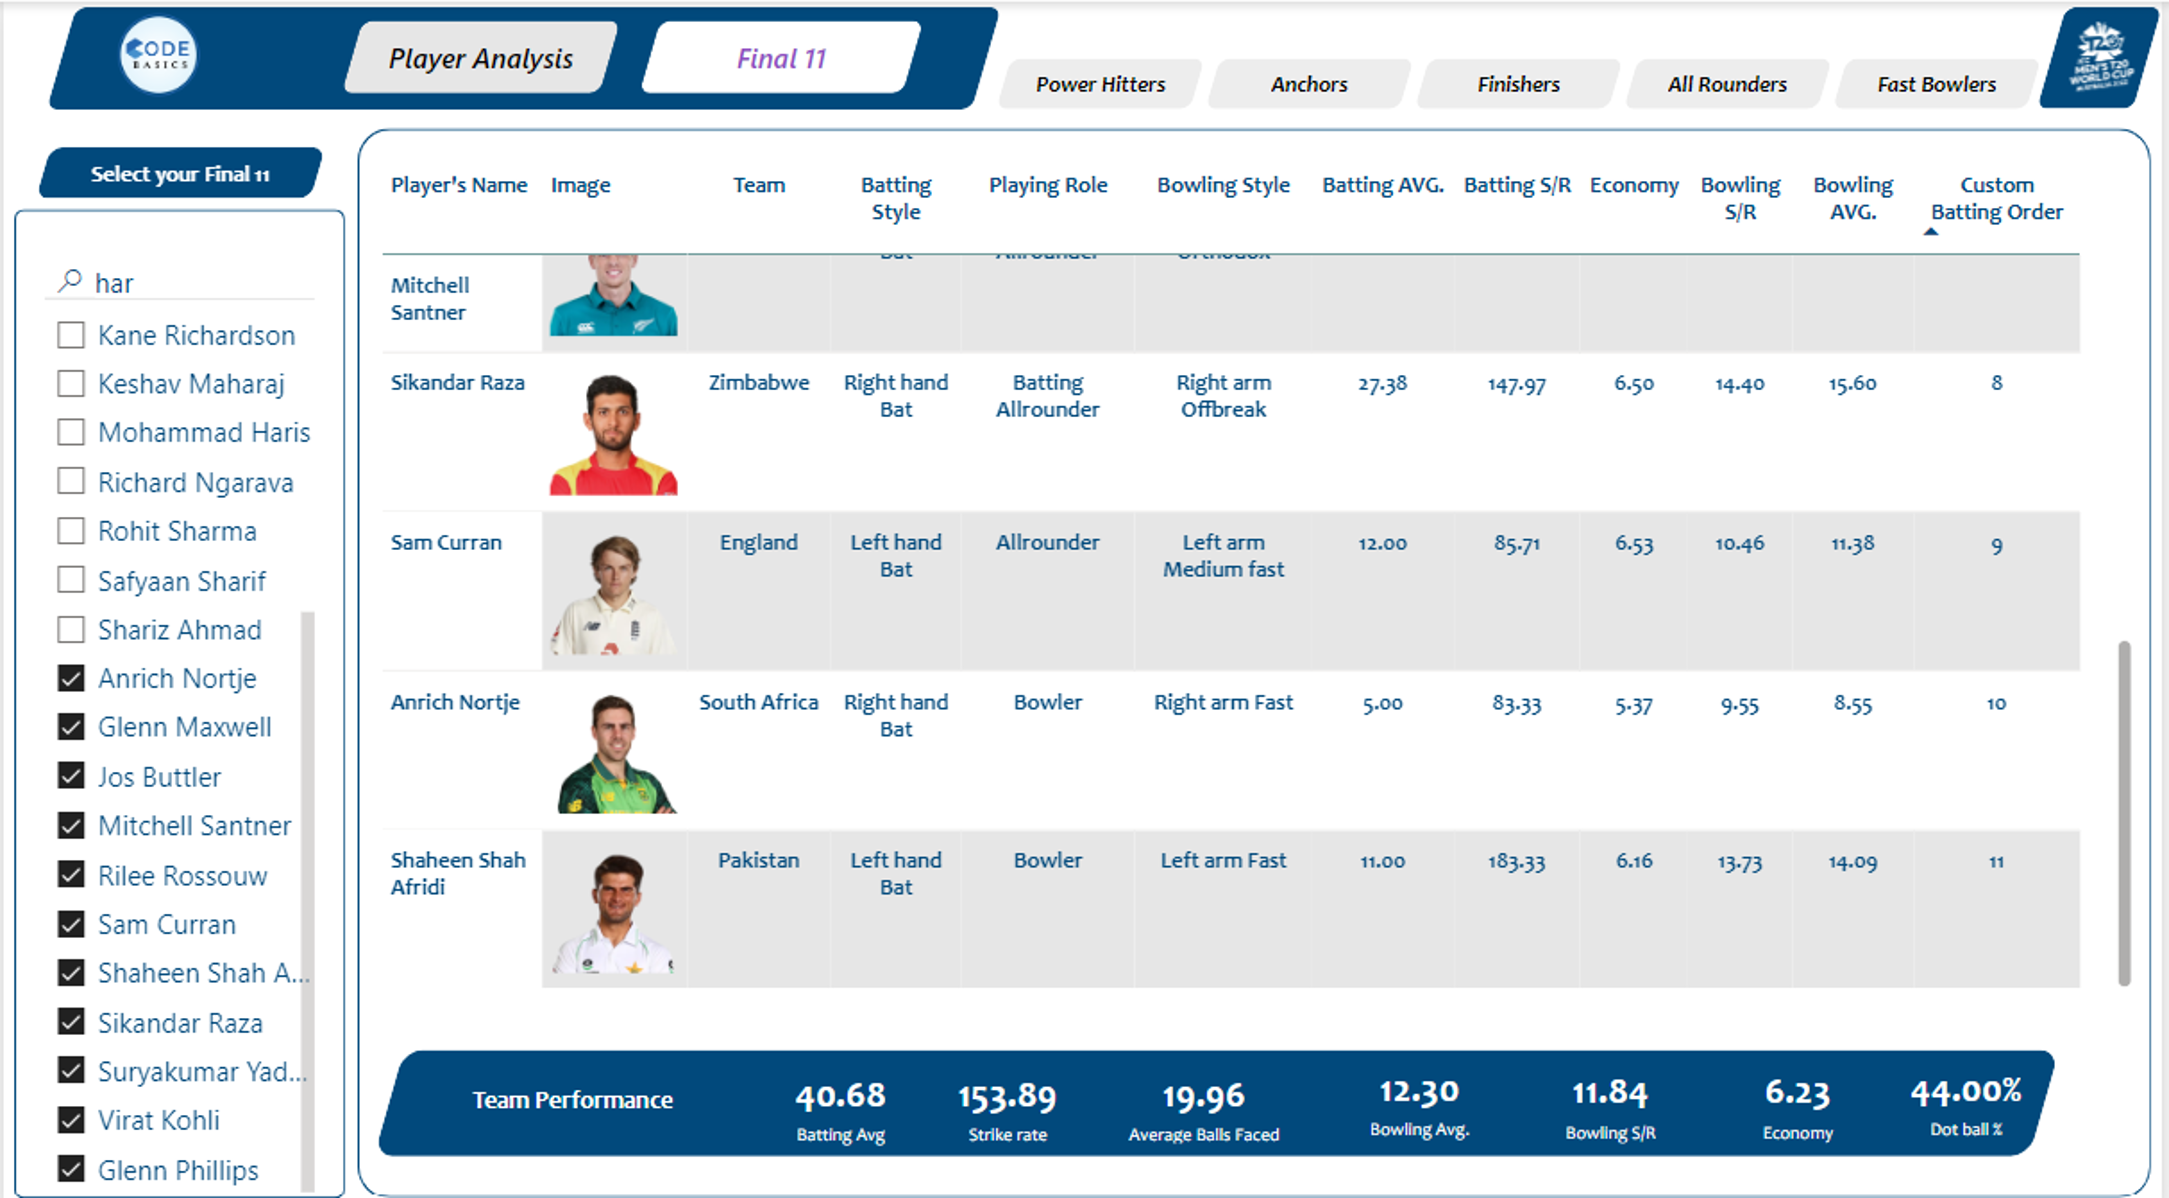 CODE
BASICS
Player Analysis
Final 11
Power Hitters
Anchors
Finishers
All Rounders
Fast Bowlers
T20
MEN'S T20
WORLD CUP
Select your Final 11
har
Kane Richardson
Keshav Maharaj
Mohammad Haris
Richard Ngarava
Rohit Sharma
Safyaan Sharif
Shariz Ahmad
Anrich Nortje
Glenn Maxwell
Jos Buttler
Mitchell Santner
Rilee Rossouw
Sam Curran
Shaheen Shah A...
Sikandar Raza
Suryakumar Yad...
Virat Kohli
Glenn Phillips
Player's Name Image Team Batting Style Playing Role Bowling Style Batting AVG. Batting S/R Economy Bowling S/R Bowling AVG. Custom Batting Order
Bat Allrounder Orthodox
Mitchell
Santner
Sikandar Raza Zimbabwe Right hand Batting Right arm 27.38 147.97 6.50 14.40 15.60 8
Bat Allrounder Offbreak
Sam Curran England Left hand Allrounder Left arm 12.00 85.71 6.53 10.46 11.38 9
Bat Medium fast
Anrich Nortje South Africa Right hand Bowler Right arm Fast 5.00 83.33 5.37 9.55 8.55 10
Bat
Shaheen Shah Pakistan Left hand Bowler Left arm Fast 11.00 183.33 6.16 13.73 14.09 11
Afridi Bat
Team Performance
40.68 153.89 19.96 12.30 11.84 6.23 44.00%
Batting Avg Strike rate Average Balls Faced Bowling Avg. Bowling S/R Economy Dot ball %